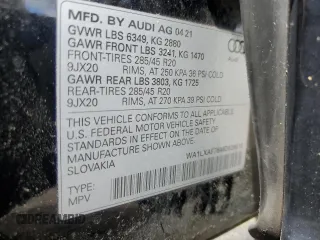 MFD. BY AUDI AG 04 21
GVWR LBS 6349, KG 2880
GAWR FRONT LBS 3241, KG 1470
FRONT-TIRES 285/45 R20
9JX20 RIMS, AT 250 KPA 36 PSI COLD
GAWR REAR LBS 3803, KG 1725
REAR-TIRES 285/45 R20
9JX20 RIMS, AT 270 KPA 39 PSI COLD
THIS VEHICLE CONFORMS TO ALL APPLICABLE
U.S. FEDERAL MOTOR VEHICLE SAFETY
STANDARDS IN EFFECT ON THE DATE OF
MANUFACTURE SHOWN ABOVE
SLOVAKIA
TYPE:
MPV
Audi